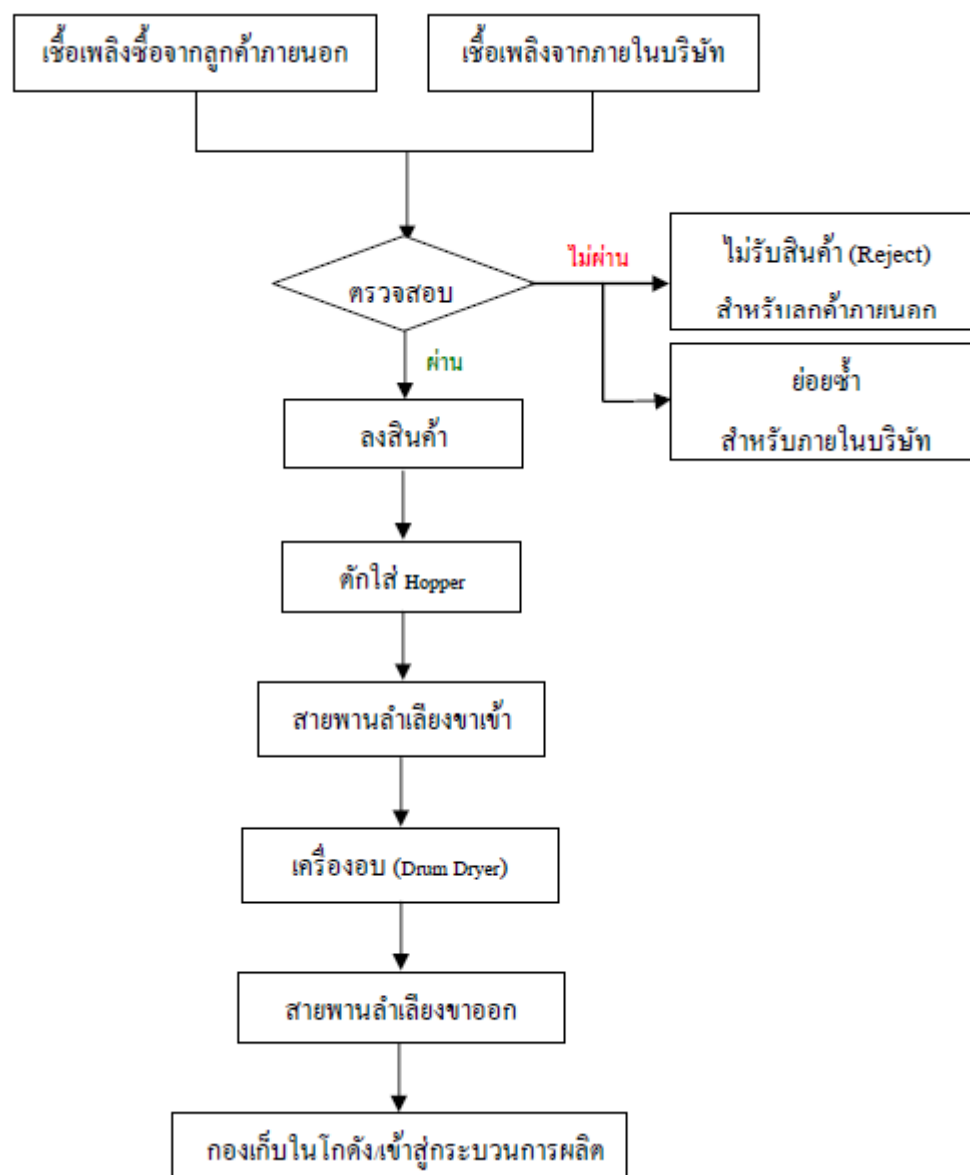 เชื้อเพลิงซื้อจากลูกค้าภายนอก
เชื้อเพลิงจากภายในบริษัท
ตรวจสอบ
ไม่ผ่าน
ไม่รับสินค้า (Reject)
สำหรับลูกค้าภายนอก
ผ่าน
ย่อยซ้ำ
สำหรับภายในบริษัท
ลงสินค้า
ตักใส่ Hopper
สายพานลำเลียงขาเข้า
เครื่องอบ (Drum Dryer)
สายพานลำเลียงขาออก
กองเก็บในโกดัง/เข้าสู่กระบวนการผลิต